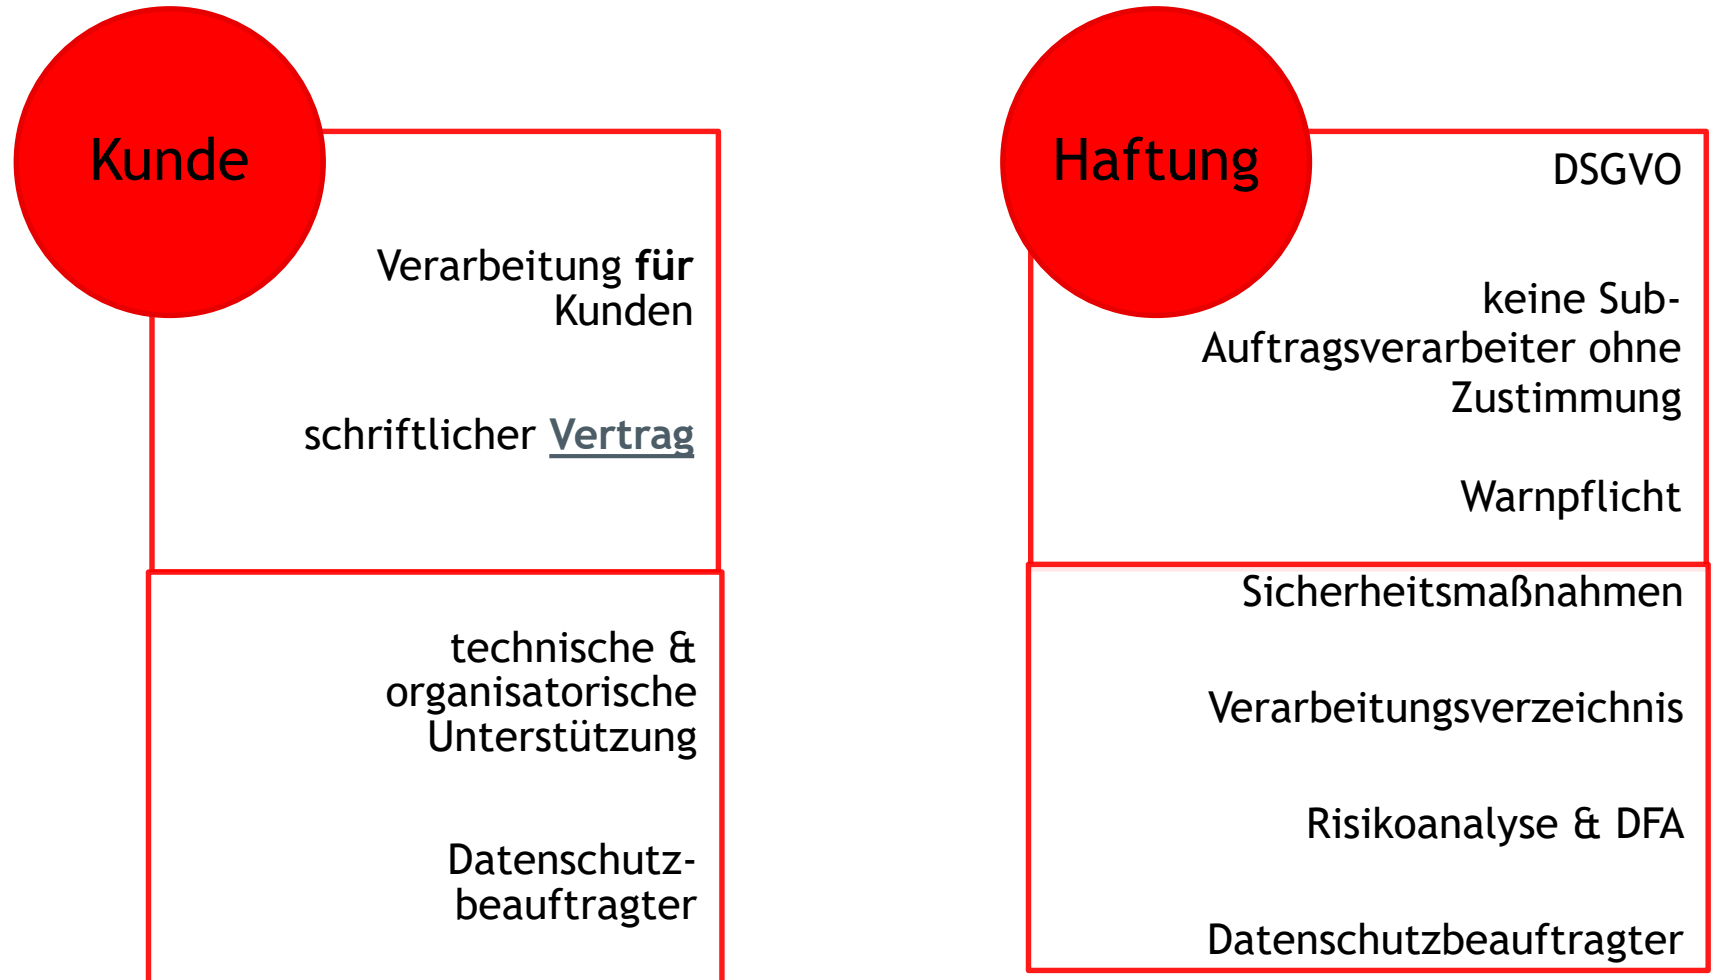 Kunde
Verarbeitung für
Kunden
schriftlicher Vertrag
technische &
organisatorische
Unterstützung
Datenschutz-
beauftragter
Haftung
DSGVO
keine Sub-
Auftragsverarbeiter ohne
Zustimmung
Warnpflicht
Sicherheitsmaßnahmen
Verarbeitungsverzeichnis
Risikoanalyse & DFA
Datenschutzbeauftragter